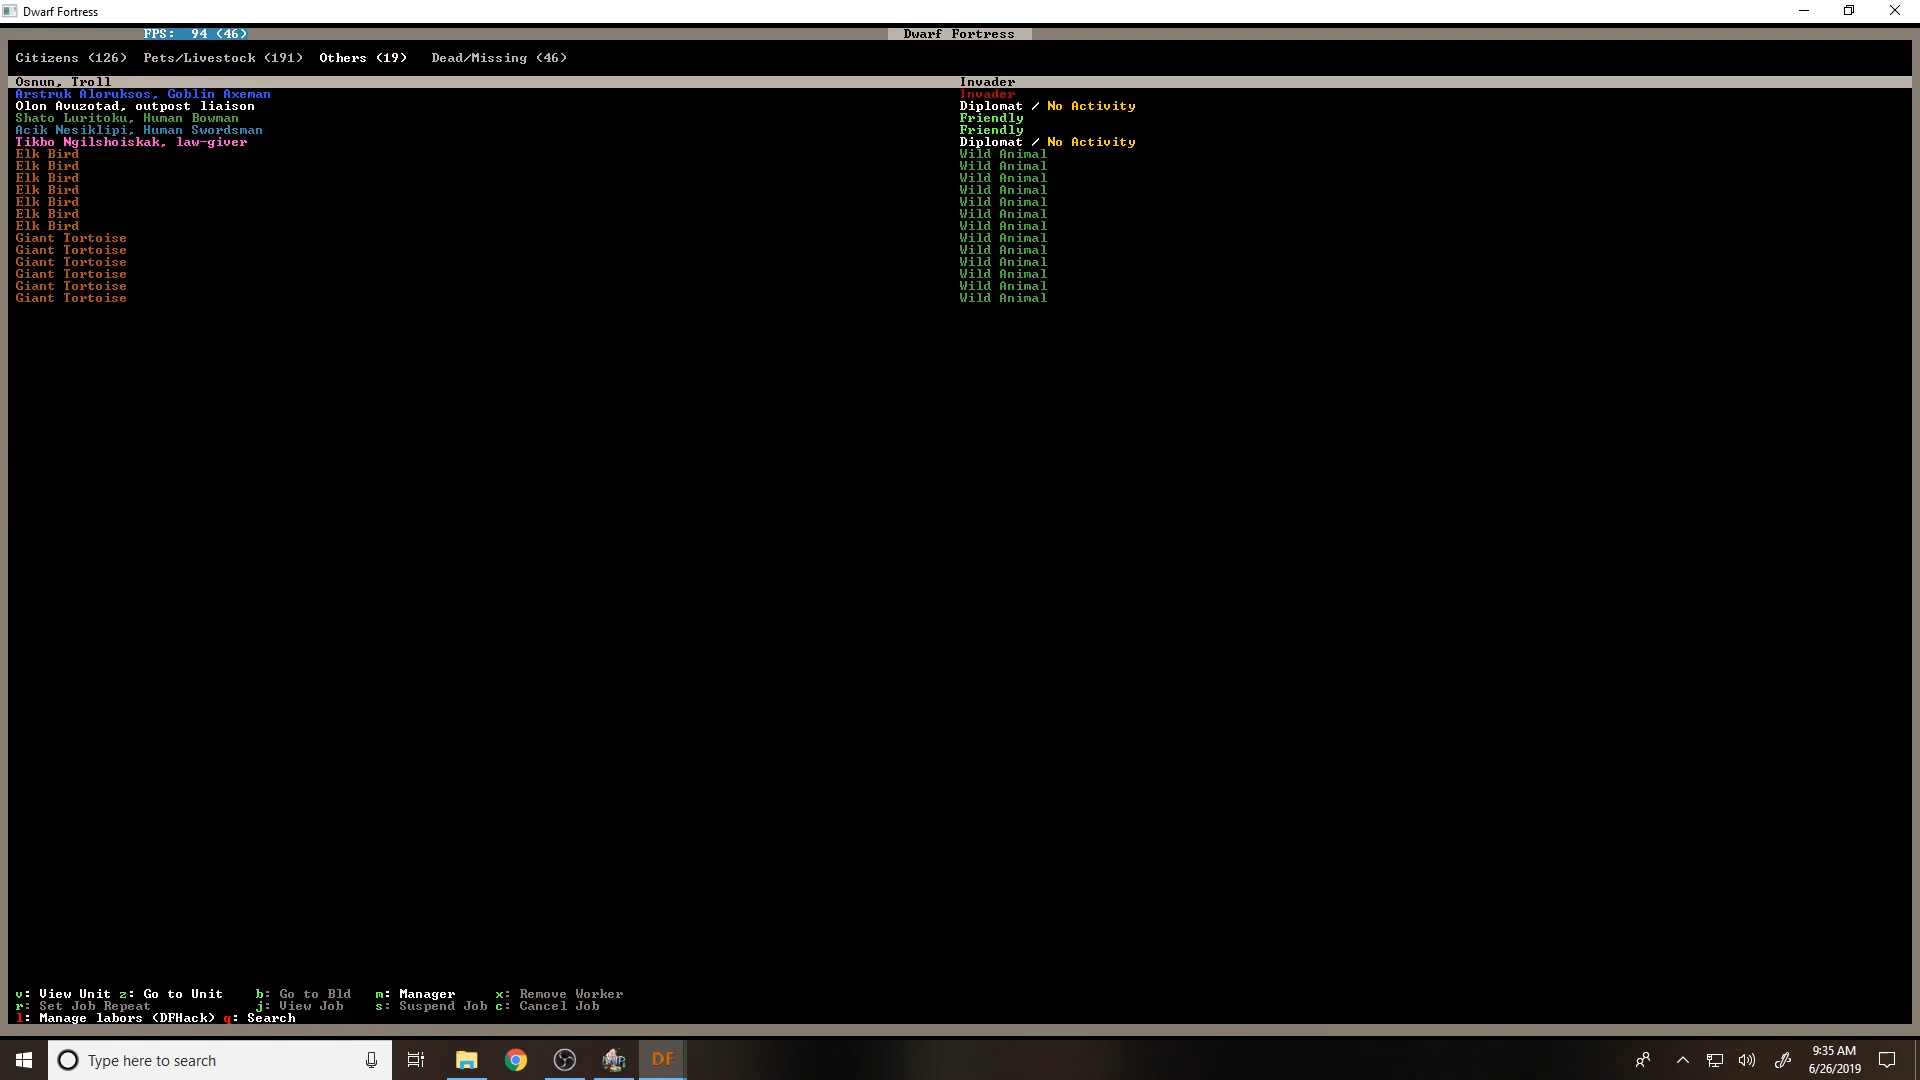 Dwarf Fortress
FPS: 94 (46) Dwarf Fortress
Citizens (126) Pets/Livestock (191) Others (19) Dead/Missing (46)
Osnun, Troll Invader
Arstruk Aloruksos, Goblin Axeman Invader
Olon Avuzotad, outpost liaison Diplomat / No Activity
Shato Luritoku, Human Bowman Friendly
Acik Nesiklipi, Human Swordsman Friendly
Tikbo Ngilshoiskak, law-giver Diplomat / No Activity
Elk Bird Wild Animal
Elk Bird Wild Animal
Elk Bird Wild Animal
Elk Bird Wild Animal
Elk Bird Wild Animal
Elk Bird Wild Animal
Elk Bird Wild Animal
Giant Tortoise Wild Animal
Giant Tortoise Wild Animal
Giant Tortoise Wild Animal
Giant Tortoise Wild Animal
Giant Tortoise Wild Animal
Giant Tortoise Wild Animal
v: View Unit z: Go to Unit b: Go to Bld m: Manager x: Remove Worker
r: Set Job Repeat j: View Job s: Suspend Job c: Cancel Job
l: Manage labors (DFHack) q: Search
Type here to search DF 9:35 AM
6/26/2019